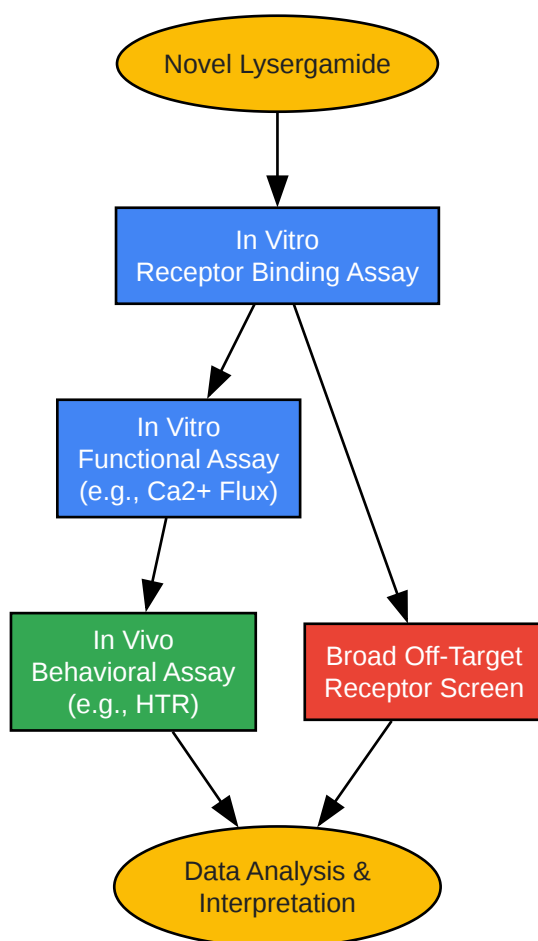 Novel Lysergamide
In Vitro
Receptor Binding Assay
In Vitro
Functional Assay
(e.g., Ca2+ Flux)
In Vivo
Behavioral Assay
(e.g., HTR)
Broad Off-Target
Receptor Screen
Data Analysis &
Interpretation